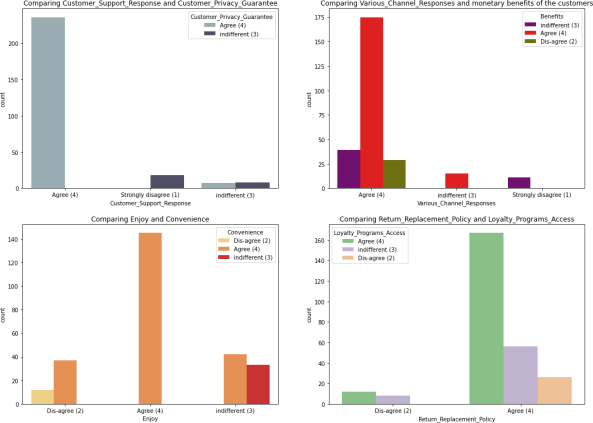 Comparing Customer_Support_Response and Customer_Privacy_Guarantee
Customer_Privacy_Guarantee
Agree (4)
indifferent (3)
200
150
100
50
0
count
Agree (4)
Strongly disagree (1)
indifferent (3)
Customer_Support_Response
Comparing Various_Channel_Responses and monetary benefits of the customers
Benefits
indifferent (3)
Agree (4)
Dis-agree (2)
175
150
125
100
75
50
25
0
count
Agree (4)
indifferent (3)
Strongly disagree (1)
Various_Channel_Responses
Comparing Enjoy and Convenience
Convenience
Dis-agree (2)
Agree (4)
indifferent (3)
140
120
100
80
60
40
20
0
count
Dis-agree (2)
Agree (4)
indifferent (3)
Enjoy
Comparing Return_Replacement_Policy and Loyalty_Programs_Access
Loyalty_Programs_Access
Agree (4)
indifferent (3)
Dis-agree (2)
160
140
120
100
80
60
40
20
0
count
Dis-agree (2)
Agree (4)
Return_Replacement_Policy